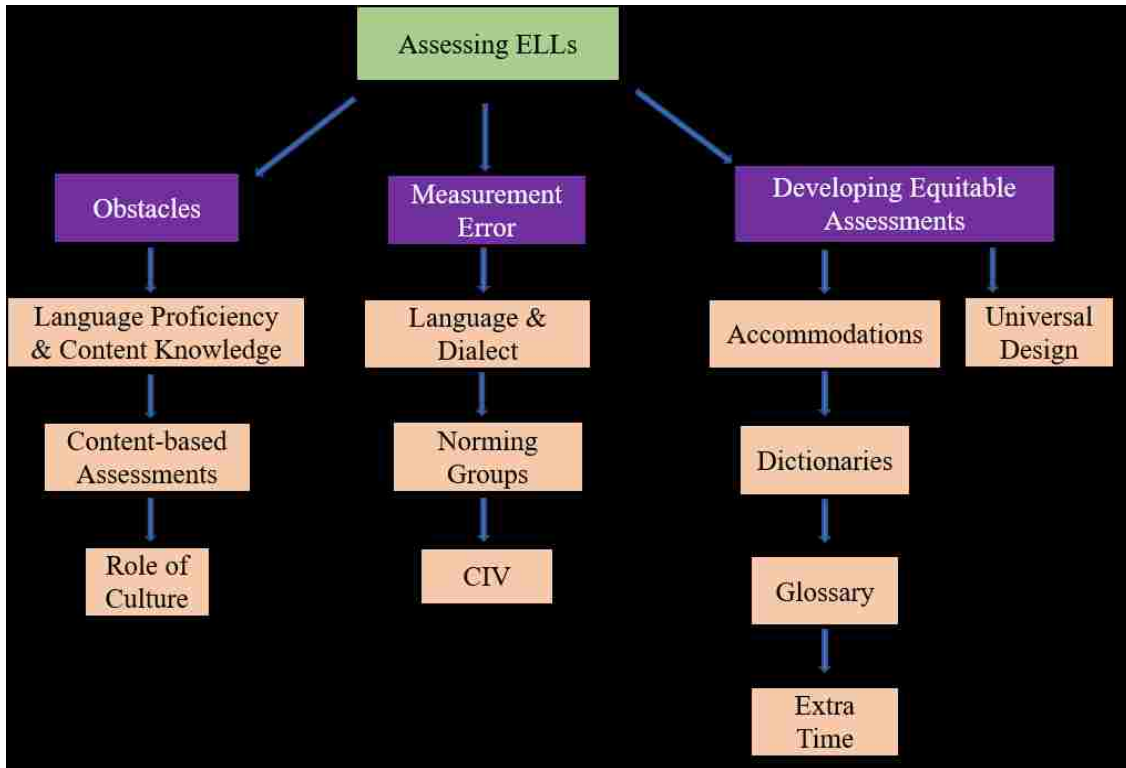 Assessing ELLs
Obstacles
Measurement
Error
Developing Equitable
Assessments
Language Proficiency
& Content Knowledge
Language &
Dialect
Accommodations
Universal
Design
Content-based
Assessments
Norming
Groups
Dictionaries
Role of
Culture
CIV
Glossary
Extra
Time